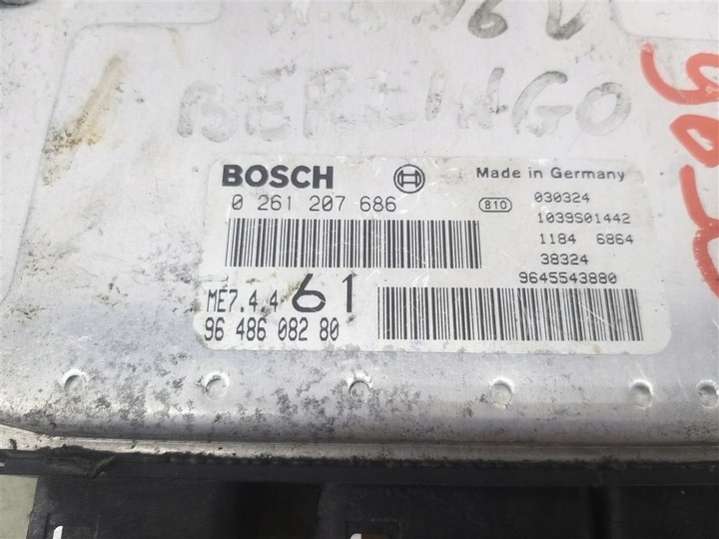 16V
BERLINGO
BOSCH Made in Germany
0 261 207 686 810 030324
1039S01442
1184 6864
38324
9645543880
ME7.4.4 61
96 486 082 80